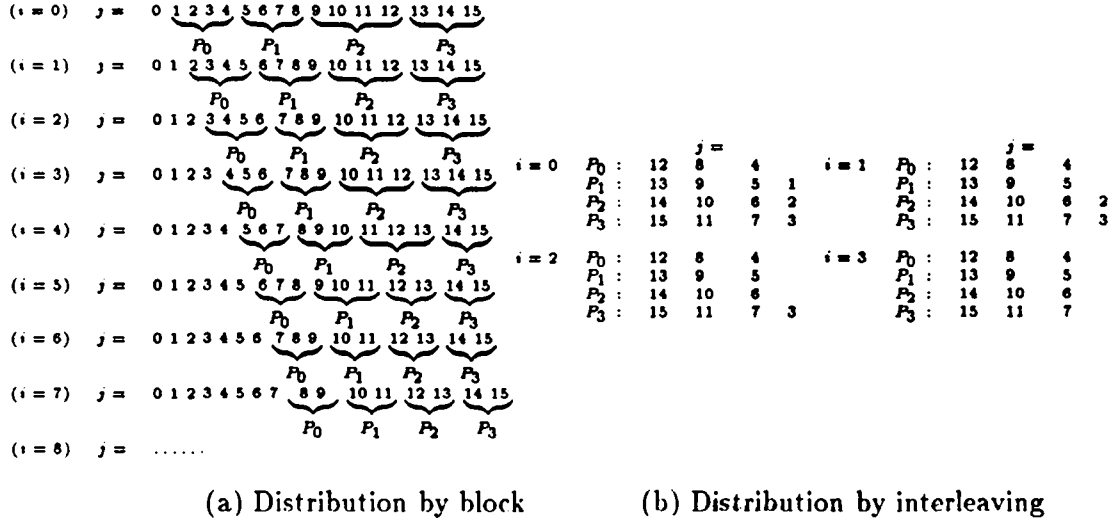 (i = 0) j = 0 1 2 3 4 5 6 7 8 9 10 11 12 13 14 15
P0 P1 P2 P3
(i = 1) j = 0 1 2 3 4 5 6 7 8 9 10 11 12 13 14 15
P0 P1 P2 P3
(i = 2) j = 0 1 2 3 4 5 6 7 8 9 10 11 12 13 14 15
P0 P1 P2 P3
(i = 3) j = 0 1 2 3 4 5 6 7 8 9 10 11 12 13 14 15
P0 P1 P2 P3
(i = 4) j = 0 1 2 3 4 5 6 7 8 9 10 11 12 13 14 15
P0 P1 P2 P3
(i = 5) j = 0 1 2 3 4 5 6 7 8 9 10 11 12 13 14 15
P0 P1 P2 P3
(i = 6) j = 0 1 2 3 4 5 6 7 8 9 10 11 12 13 14 15
P0 P1 P2 P3
(i = 7) j = 0 1 2 3 4 5 6 7 8 9 10 11 12 13 14 15
P0 P1 P2 P3
(i = 8) j = ......
(a) Distribution by block
j =
i = 0 P0 : 12 8 4
P1 : 13 9 5 1
P2 : 14 10 6 2
P3 : 15 11 7 3
j =
i = 1 P0 : 12 8 4
P1 : 13 9 5
P2 : 14 10 6 2
P3 : 15 11 7 3
i = 2 P0 : 12 8 4
P1 : 13 9 5
P2 : 14 10 6
P3 : 15 11 7 3
i = 3 P0 : 12 8 4
P1 : 13 9 5
P2 : 14 10 6
P3 : 15 11 7
(b) Distribution by interleaving